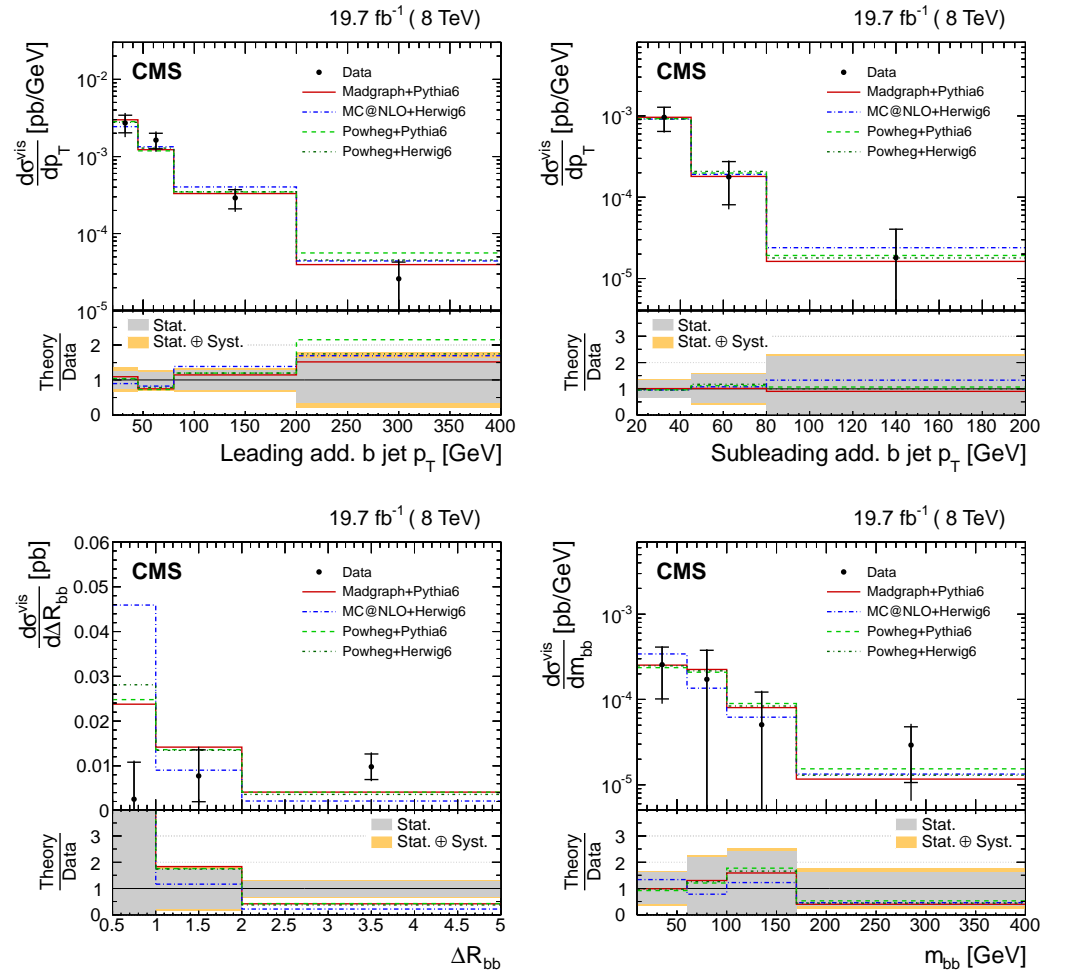 19.7 fb⁻¹ ( 8 TeV)
dσ^vis/dp_T [pb/GeV]
CMS
Data
Madgraph+Pythia6
MC@NLO+Herwig6
Powheg+Pythia6
Powheg+Herwig6
10⁻²
10⁻³
10⁻⁴
10⁻⁵
Theory/Data
Stat.
Stat. ⊕ Syst.
2
1
0
50 100 150 200 250 300 350 400
Leading add. b jet p_T [GeV]
19.7 fb⁻¹ ( 8 TeV)
dσ^vis/dp_T [pb/GeV]
CMS
Data
Madgraph+Pythia6
MC@NLO+Herwig6
Powheg+Pythia6
Powheg+Herwig6
10⁻³
10⁻⁴
10⁻⁵
Theory/Data
Stat.
Stat. ⊕ Syst.
3
2
1
0
20 40 60 80 100 120 140 160 180 200
Subleading add. b jet p_T [GeV]
19.7 fb⁻¹ ( 8 TeV)
dσ^vis/dΔR_bb [pb]
CMS
Data
Madgraph+Pythia6
MC@NLO+Herwig6
Powheg+Pythia6
Powheg+Herwig6
0.06
0.05
0.04
0.03
0.02
0.01
0
Theory/Data
Stat.
Stat. ⊕ Syst.
3
2
1
0
0.5 1 1.5 2 2.5 3 3.5 4 4.5 5
ΔR_bb
19.7 fb⁻¹ ( 8 TeV)
dσ^vis/dm_bb [pb/GeV]
CMS
Data
Madgraph+Pythia6
MC@NLO+Herwig6
Powheg+Pythia6
Powheg+Herwig6
10⁻³
10⁻⁴
10⁻⁵
Theory/Data
Stat.
Stat. ⊕ Syst.
3
2
1
0
50 100 150 200 250 300 350 400
m_bb [GeV]